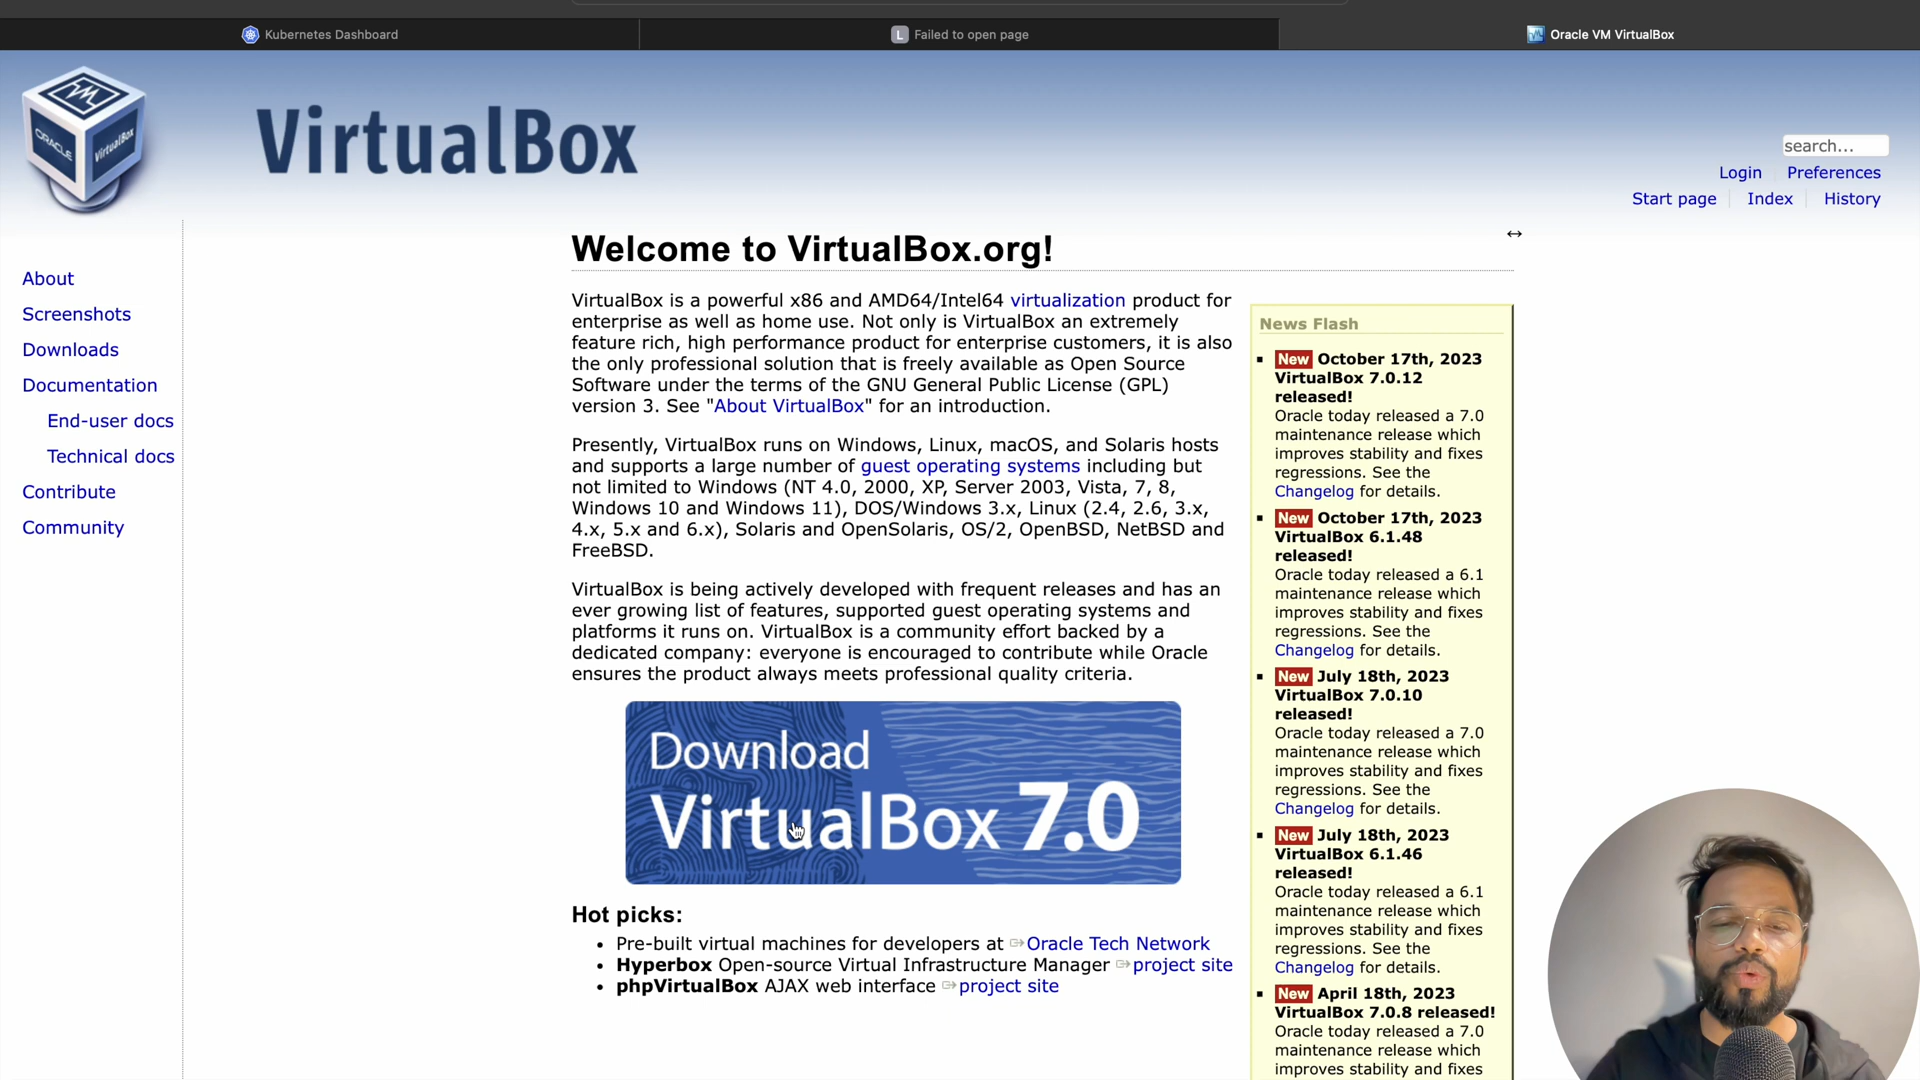 Kubernetes Dashboard
L Failed to open page
Oracle VM VirtualBox
ORACLE
VirtualBox
VirtualBox
search...
Login Preferences
Start page Index History
About
Screenshots
Downloads
Documentation
End-user docs
Technical docs
Contribute
Community
Welcome to VirtualBox.org!
VirtualBox is a powerful x86 and AMD64/Intel64 virtualization product for
enterprise as well as home use. Not only is VirtualBox an extremely
feature rich, high performance product for enterprise customers, it is also
the only professional solution that is freely available as Open Source
Software under the terms of the GNU General Public License (GPL)
version 3. See "About VirtualBox" for an introduction.
Presently, VirtualBox runs on Windows, Linux, macOS, and Solaris hosts
and supports a large number of guest operating systems including but
not limited to Windows (NT 4.0, 2000, XP, Server 2003, Vista, 7, 8,
Windows 10 and Windows 11), DOS/Windows 3.x, Linux (2.4, 2.6, 3.x,
4.x, 5.x and 6.x), Solaris and OpenSolaris, OS/2, OpenBSD, NetBSD and
FreeBSD.
VirtualBox is being actively developed with frequent releases and has an
ever growing list of features, supported guest operating systems and
platforms it runs on. VirtualBox is a community effort backed by a
dedicated company: everyone is encouraged to contribute while Oracle
ensures the product always meets professional quality criteria.
Download
VirtualBox 7.0
Hot picks:
Pre-built virtual machines for developers at Oracle Tech Network
Hyperbox Open-source Virtual Infrastructure Manager project site
phpVirtualBox AJAX web interface project site
News Flash
New October 17th, 2023
VirtualBox 7.0.12
released!
Oracle today released a 7.0
maintenance release which
improves stability and fixes
regressions. See the
Changelog for details.
New October 17th, 2023
VirtualBox 6.1.48
released!
Oracle today released a 6.1
maintenance release which
improves stability and fixes
regressions. See the
Changelog for details.
New July 18th, 2023
VirtualBox 7.0.10
released!
Oracle today released a 7.0
maintenance release which
improves stability and fixes
regressions. See the
Changelog for details.
New July 18th, 2023
VirtualBox 6.1.46
released!
Oracle today released a 6.1
maintenance release which
improves stability and fixes
regressions. See the
Changelog for details.
New April 18th, 2023
VirtualBox 7.0.8 released!
Oracle today released a 7.0
maintenance release which
improves stability and fixes